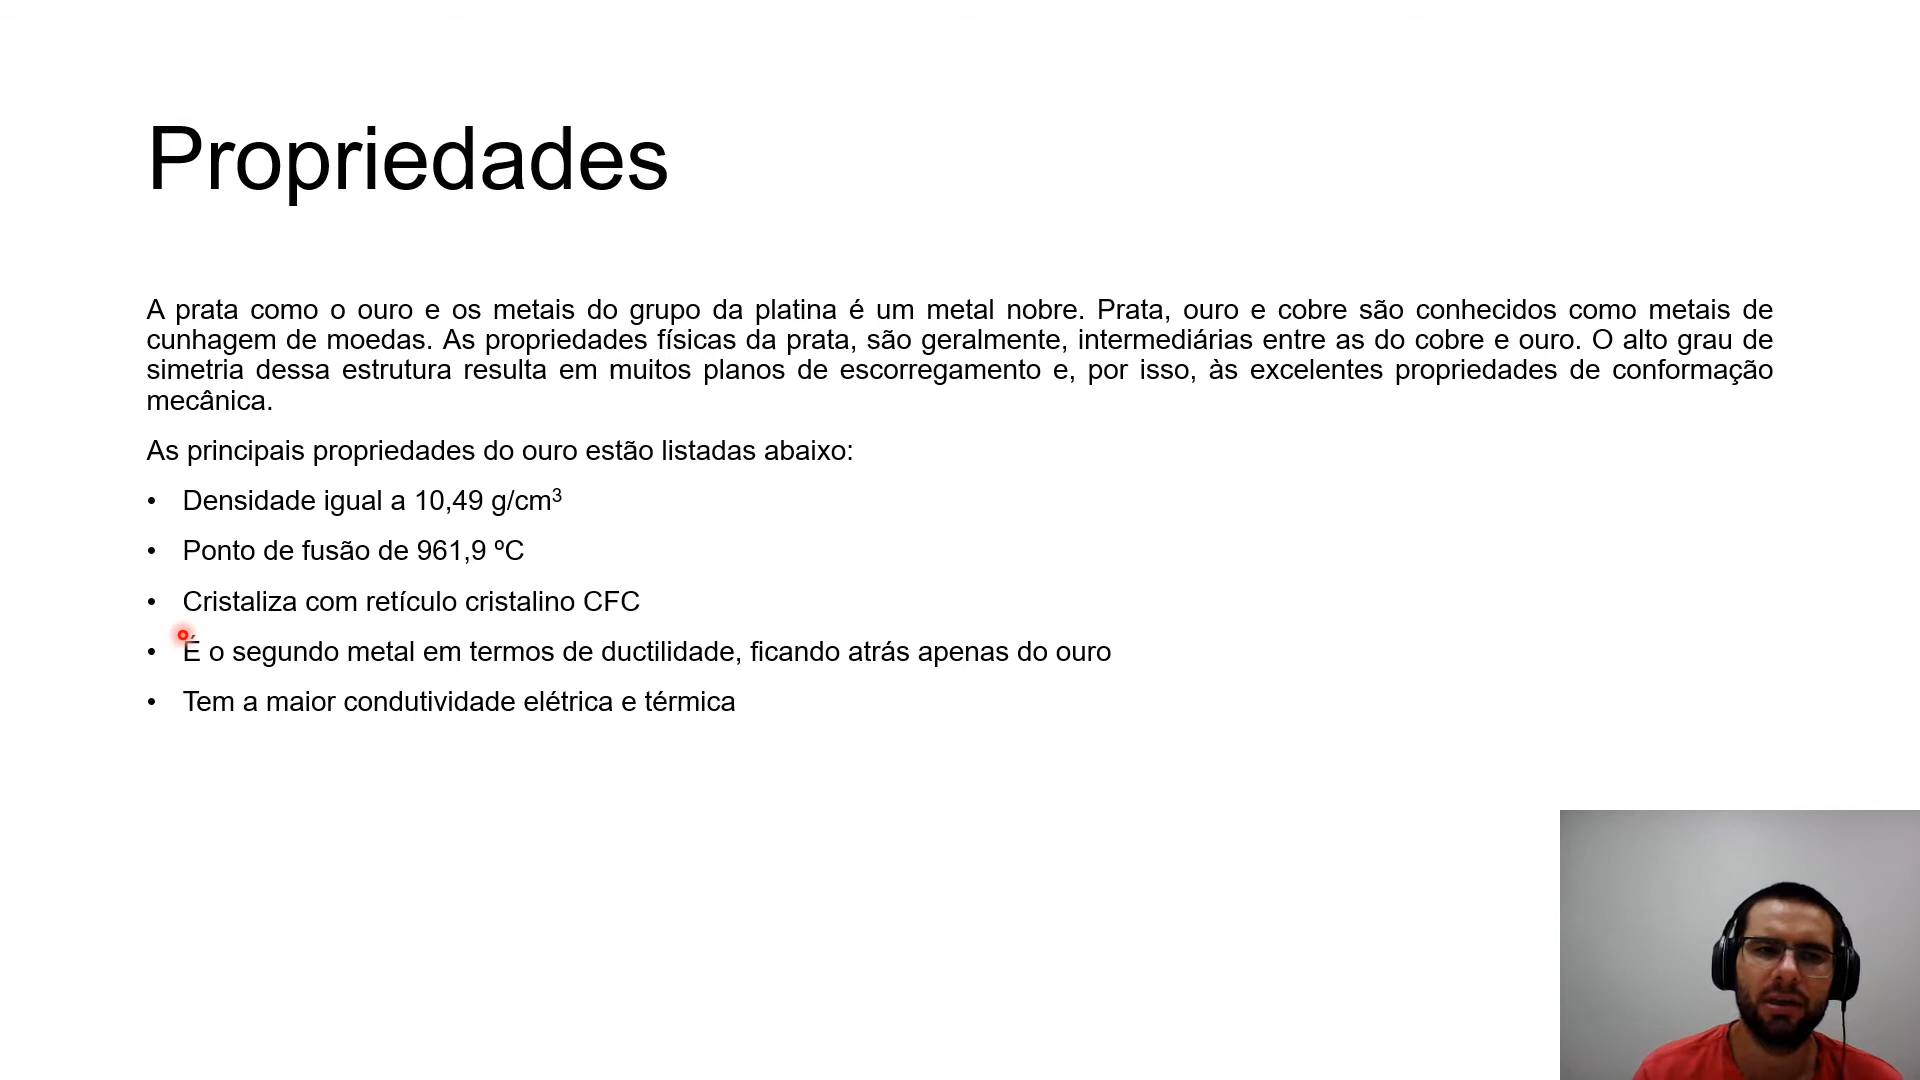 Propriedades
A prata como o ouro e os metais do grupo da platina é um metal nobre. Prata, ouro e cobre são conhecidos como metais de
cunhagem de moedas. As propriedades físicas da prata, são geralmente, intermediárias entre as do cobre e ouro. O alto grau de
simetria dessa estrutura resulta em muitos planos de escorregamento e, por isso, às excelentes propriedades de conformação
mecânica.
As principais propriedades do ouro estão listadas abaixo:
• Densidade igual a 10,49 g/cm³
• Ponto de fusão de 961,9 ºC
• Cristaliza com retículo cristalino CFC
• É o segundo metal em termos de ductilidade, ficando atrás apenas do ouro
• Tem a maior condutividade elétrica e térmica